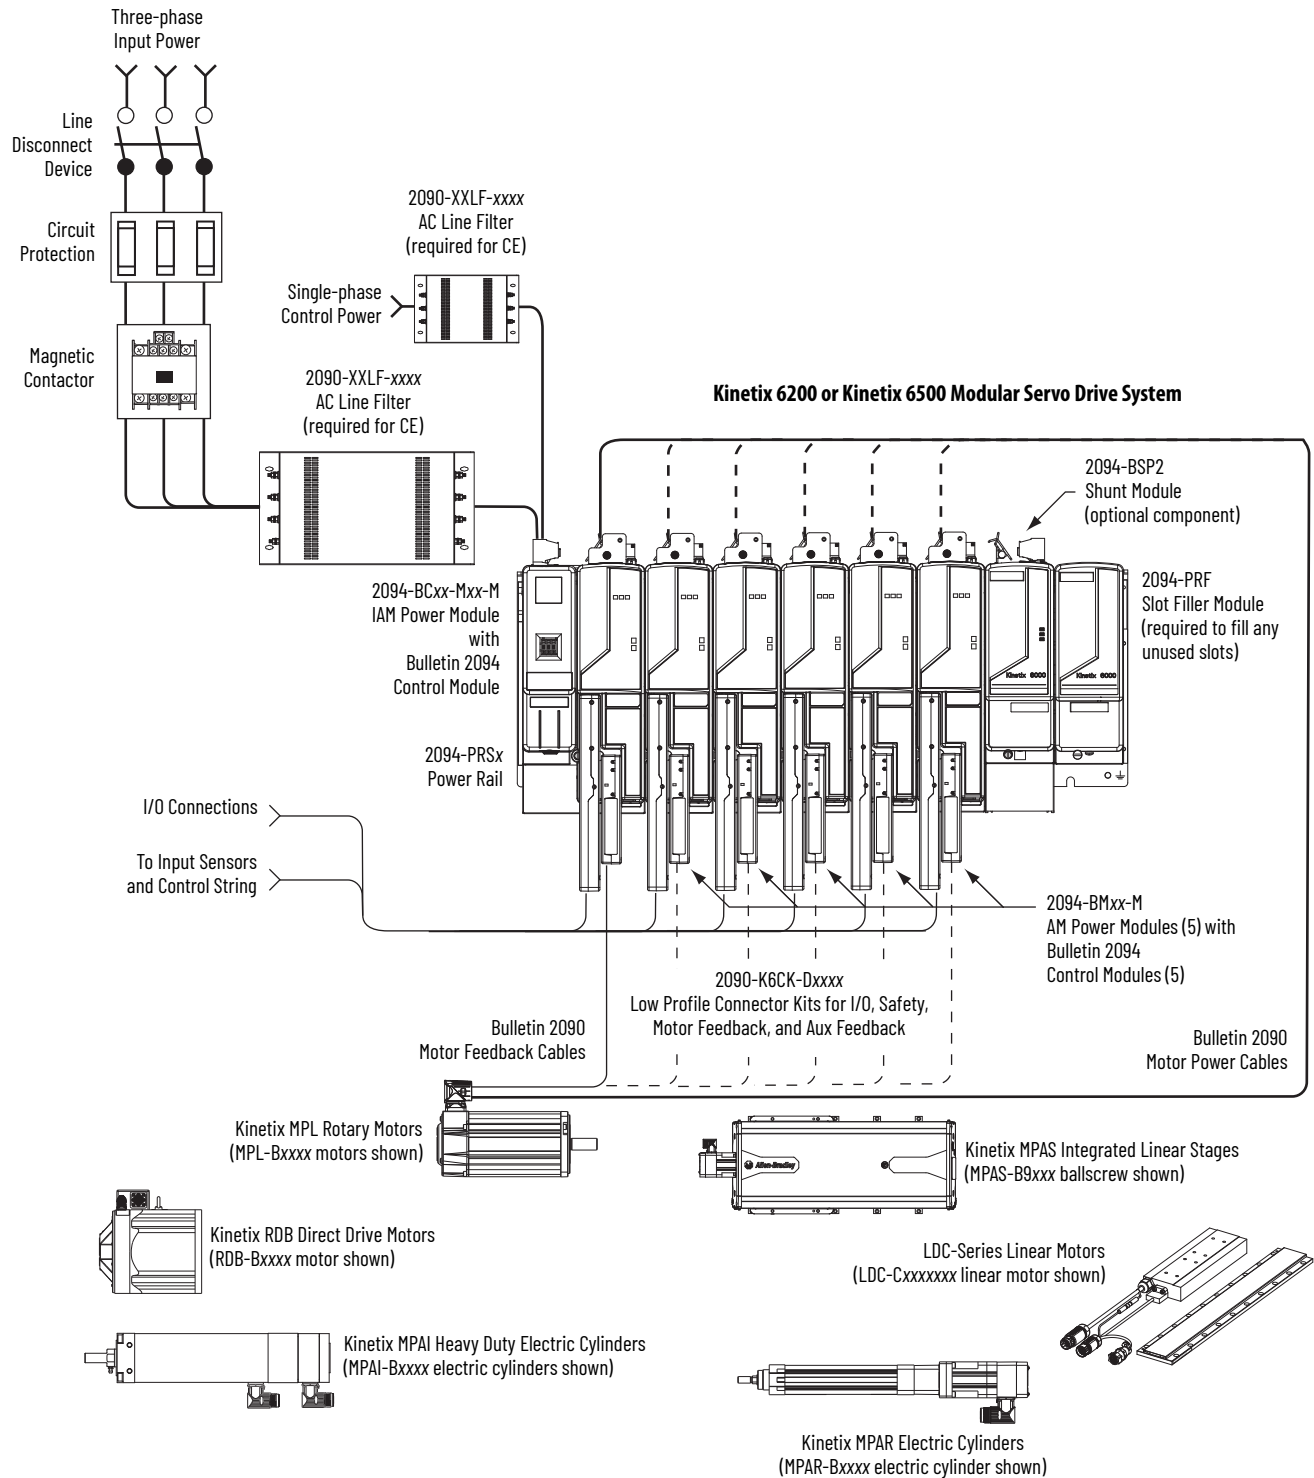 Three-phase
Input Power
Line
Disconnect
Device
Circuit
Protection
Magnetic
Contactor
2090-XXLF-xxxx
AC Line Filter
(required for CE)
Single-phase
Control Power
2090-XXLF-xxxx
AC Line Filter
(required for CE)
Kinetix 6200 or Kinetix 6500 Modular Servo Drive System
2094-BSP2
Shunt Module
(optional component)
2094-BCxx-Mxx-M
IAM Power Module
with
Bulletin 2094
Control Module
2094-PRF
Slot Filler Module
(required to fill any
unused slots)
Kinetix 6000
Kinetix 6000
2094-PRSx
Power Rail
I/O Connections
To Input Sensors
and Control String
2094-BMxx-M
AM Power Modules (5) with
Bulletin 2094
Control Modules (5)
2090-K6CK-Dxxxx
Low Profile Connector Kits for I/O, Safety,
Motor Feedback, and Aux Feedback
Bulletin 2090
Motor Feedback Cables
Bulletin 2090
Motor Power Cables
Kinetix MPL Rotary Motors
(MPL-Bxxxx motors shown)
Allen-Bradley
Kinetix MPAS Integrated Linear Stages
(MPAS-B9xxx ballscrew shown)
Kinetix RDB Direct Drive Motors
(RDB-Bxxxx motor shown)
LDC-Series Linear Motors
(LDC-Cxxxxxxx linear motor shown)
Kinetix MPAI Heavy Duty Electric Cylinders
(MPAI-Bxxxx electric cylinders shown)
Kinetix MPAR Electric Cylinders
(MPAR-Bxxxx electric cylinder shown)